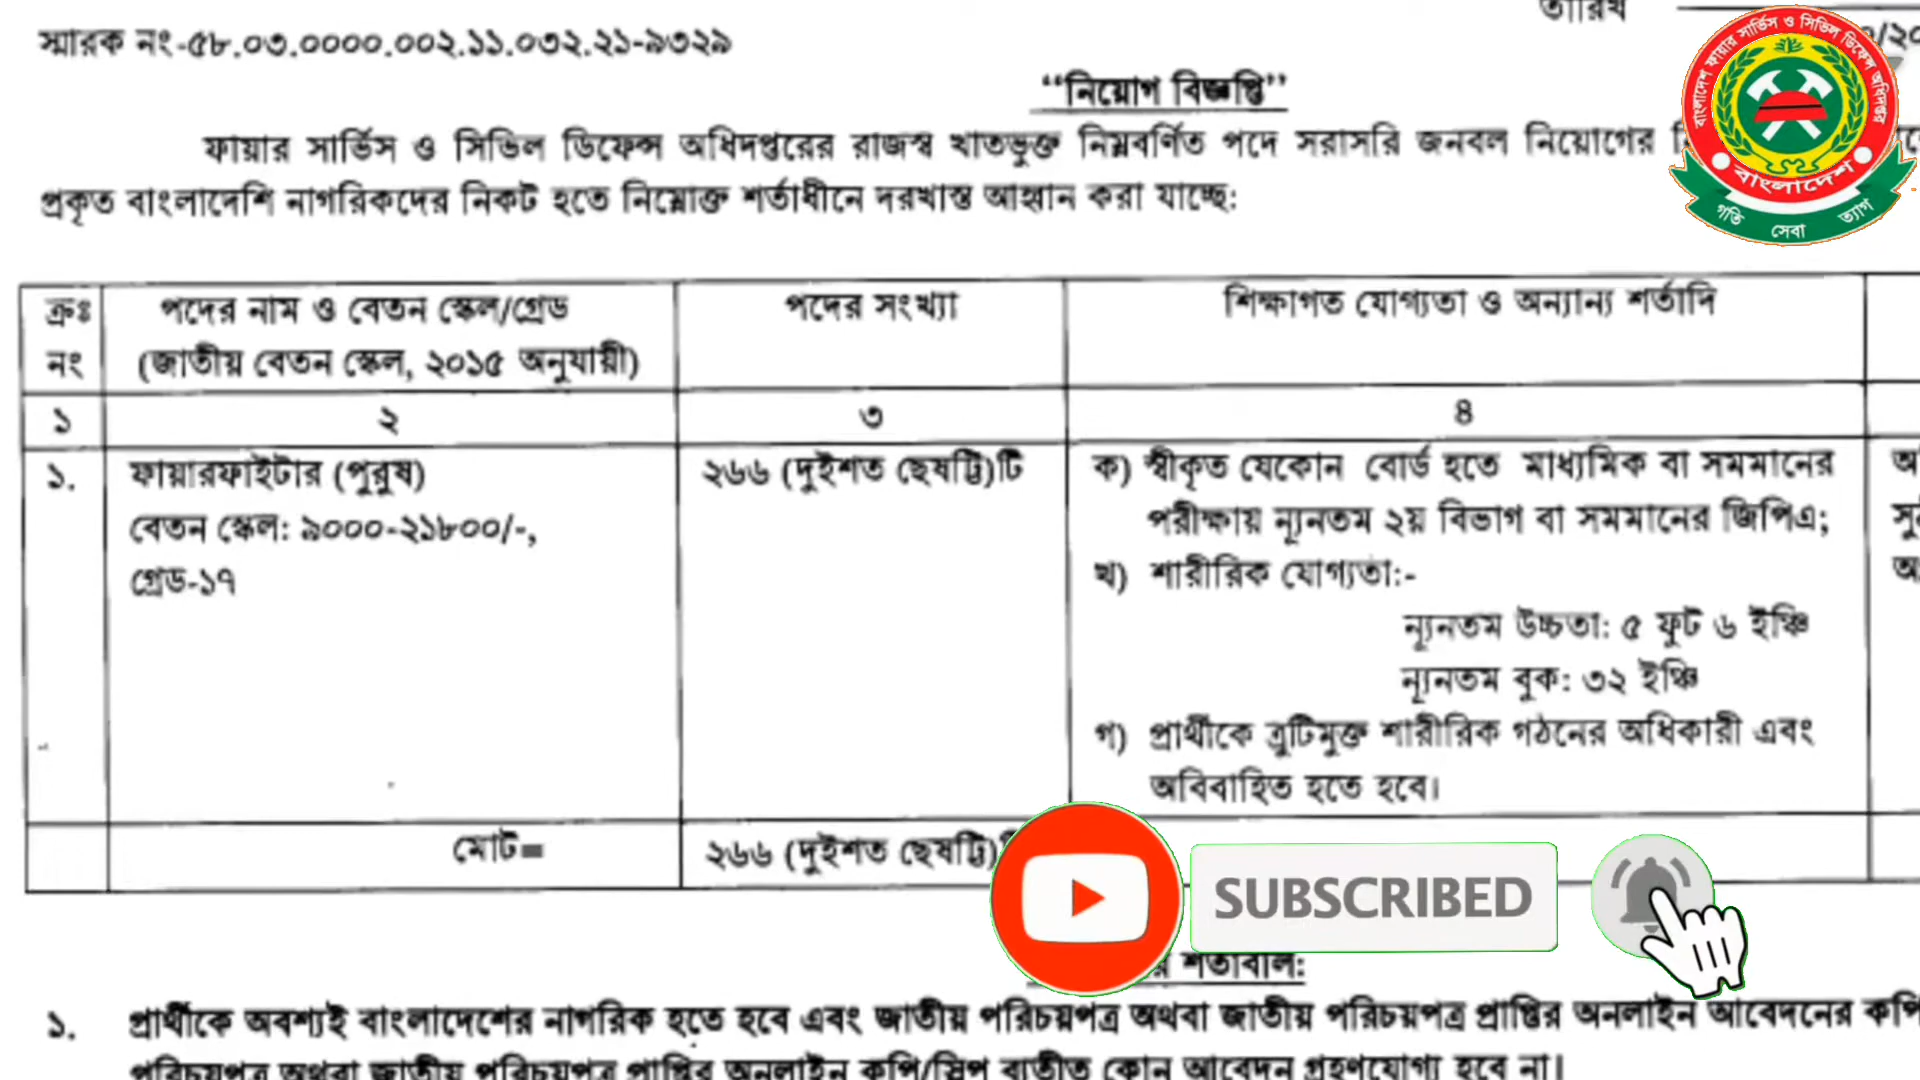 তারিখ
স্মারক নং-৫৮.০৩.০০০০.০০২.১১.০৩২.২১-৯৩২৯
/২০
“নিয়োগ বিজ্ঞপ্তি”
ফায়ার সার্ভিস ও সিভিল ডিফেন্স অধিদপ্তরের রাজস্ব খাতভুক্ত নিম্নবর্ণিত পদে সরাসরি জনবল নিয়োগের
প্রকৃত বাংলাদেশি নাগরিকদের নিকট হতে নিম্নোক্ত শর্তাধীনে দরখাস্ত আহ্বান করা যাচ্ছে:
বাংলাদেশ ফায়ার সার্ভিস ও সিভিল ডিফেন্স অধিদপ্তর
বাংলাদেশ
গতি সেবা ত্যাগ
ক্রঃ নং
পদের নাম ও বেতন স্কেল/গ্রেড
(জাতীয় বেতন স্কেল, ২০১৫ অনুযায়ী)
পদের সংখ্যা
শিক্ষাগত যোগ্যতা ও অন্যান্য শর্তাদি
১ ২ ৩ ৪
১.
ফায়ারফাইটার (পুরুষ)
বেতন স্কেল: ৯০০০-২১৮০০/-,
গ্রেড-১৭
২৬৬ (দুইশত ছেষট্টি)টি
ক) স্বীকৃত যেকোন বোর্ড হতে মাধ্যমিক বা সমমানের
পরীক্ষায় ন্যূনতম ২য় বিভাগ বা সমমানের জিপিএ;
খ) শারীরিক যোগ্যতা:-
ন্যূনতম উচ্চতা: ৫ ফুট ৬ ইঞ্চি
ন্যূনতম বুক: ৩২ ইঞ্চি
গ) প্রার্থীকে ত্রুটিমুক্ত শারীরিক গঠনের অধিকারী এবং
অবিবাহিত হতে হবে।
মোট= ২৬৬ (দুইশত ছেষট্টি)
SUBSCRIBED
শর্তাবলি:
১. প্রার্থীকে অবশ্যই বাংলাদেশের নাগরিক হতে হবে এবং জাতীয় পরিচয়পত্র অথবা জাতীয় পরিচয়পত্র প্রাপ্তির অনলাইন আবেদনের কপি
পরিচয়পত্র অথবা জাতীয় পরিচয়পত্র প্রাপ্তির অনলাইন কপি/স্লিপ ব্যতীত কোন আবেদন গ্রহণযোগ্য হবে না।